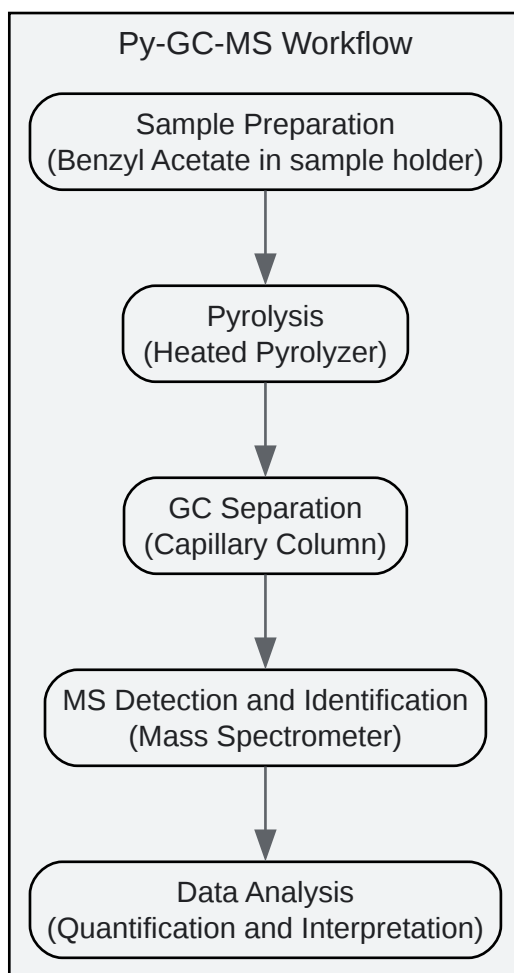 Py-GC-MS Workflow
Sample Preparation
(Benzyl Acetate in sample holder)
Pyrolysis
(Heated Pyrolyzer)
GC Separation
(Capillary Column)
MS Detection and Identification
(Mass Spectrometer)
Data Analysis
(Quantification and Interpretation)